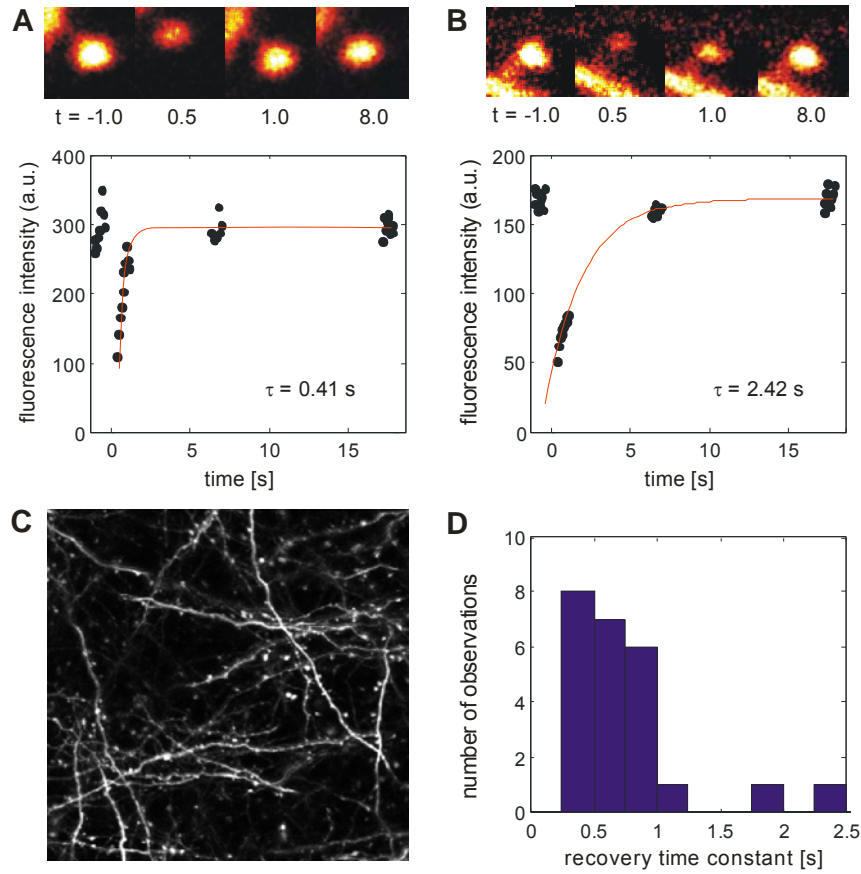 A
t = -1.0 0.5 1.0 8.0
fluorescence intensity (a.u.)
400
300
200
100
0
τ = 0.41 s
0 5 10 15
time [s]
B
t = -1.0 0.5 1.0 8.0
fluorescence intensity (a.u.)
200
150
100
50
0
τ = 2.42 s
0 5 10 15
time [s]
C
D
number of observations
10
8
6
4
2
0
0 0.5 1 1.5 2 2.5
recovery time constant [s]